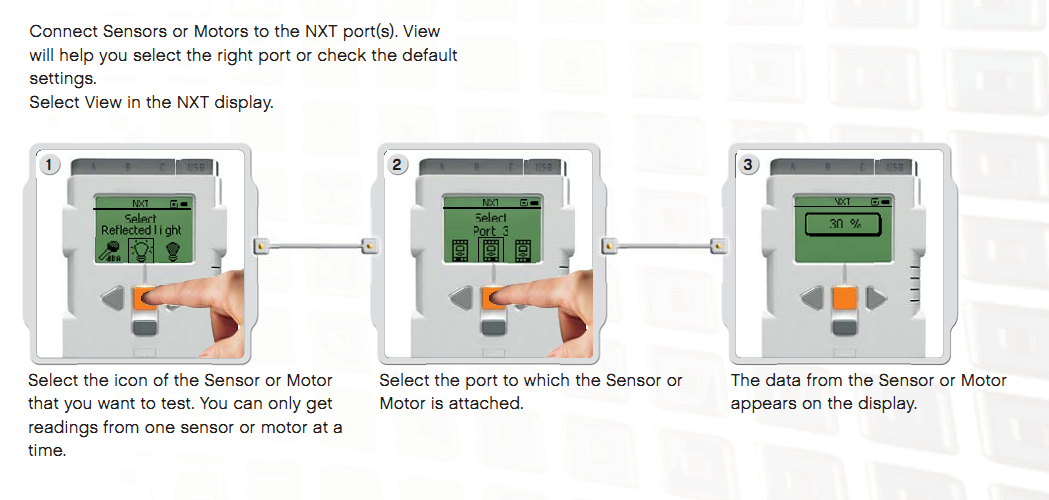 Connect Sensors or Motors to the NXT port(s). View
will help you select the right port or check the default
settings.
Select View in the NXT display.
1
A B C USB
NXT
Select
Reflected light
dBA
Select the icon of the Sensor or Motor
that you want to test. You can only get
readings from one sensor or motor at a
time.
2
A B C USB
NXT
Select
Port 3
Select the port to which the Sensor or
Motor is attached.
3
A B C USB
NXT
30 %
The data from the Sensor or Motor
appears on the display.